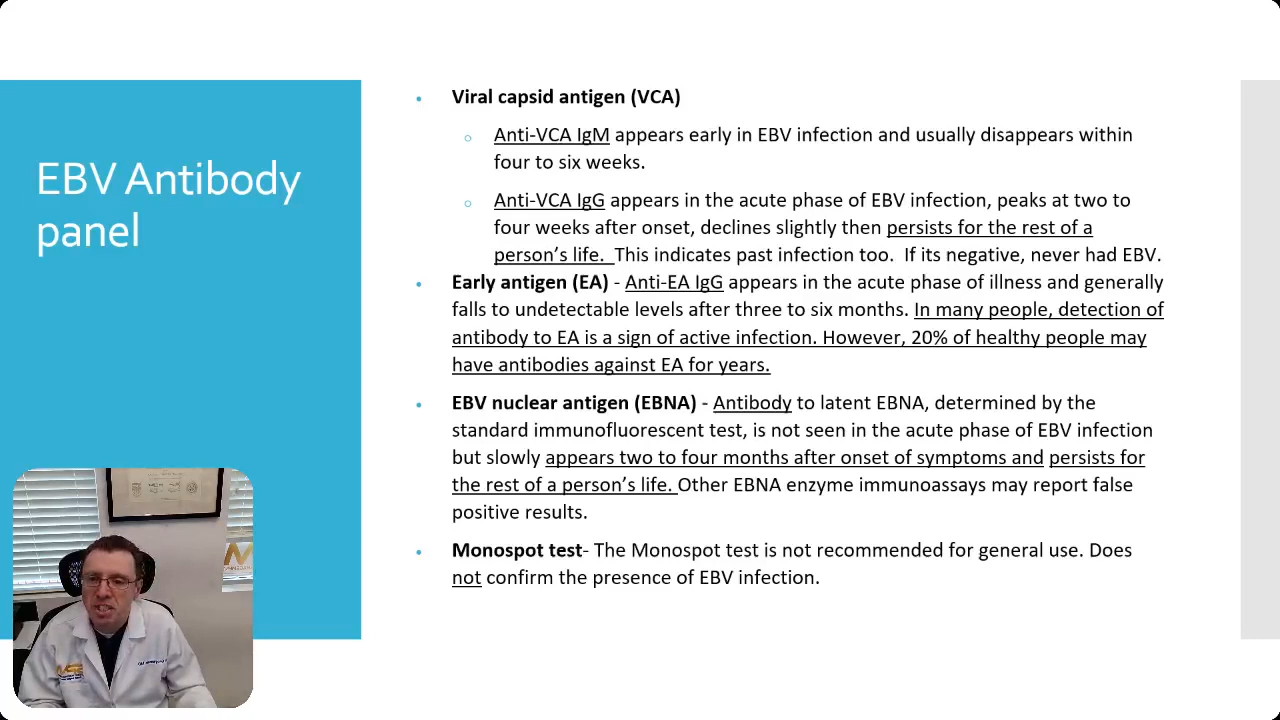 EBV Antibody
panel
Viral capsid antigen (VCA)
Anti-VCA IgM appears early in EBV infection and usually disappears within
four to six weeks.
Anti-VCA IgG appears in the acute phase of EBV infection, peaks at two to
four weeks after onset, declines slightly then persists for the rest of a
person’s life. This indicates past infection too. If its negative, never had EBV.
Early antigen (EA) - Anti-EA IgG appears in the acute phase of illness and generally
falls to undetectable levels after three to six months. In many people, detection of
antibody to EA is a sign of active infection. However, 20% of healthy people may
have antibodies against EA for years.
EBV nuclear antigen (EBNA) - Antibody to latent EBNA, determined by the
standard immunofluorescent test, is not seen in the acute phase of EBV infection
but slowly appears two to four months after onset of symptoms and persists for
the rest of a person’s life. Other EBNA enzyme immunoassays may report false
positive results.
Monospot test- The Monospot test is not recommended for general use. Does
not confirm the presence of EBV infection.